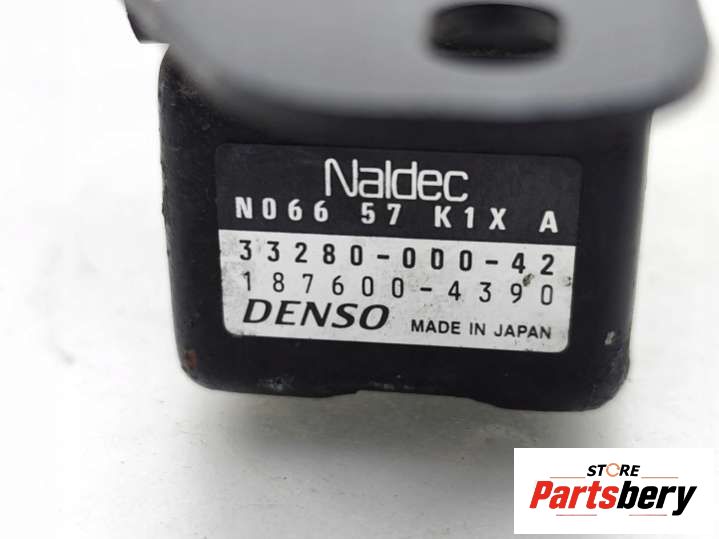 Naldec
N066 57 K1X A
33280-000-42
187600-4390
DENSO MADE IN JAPAN
STORE
Partsbery